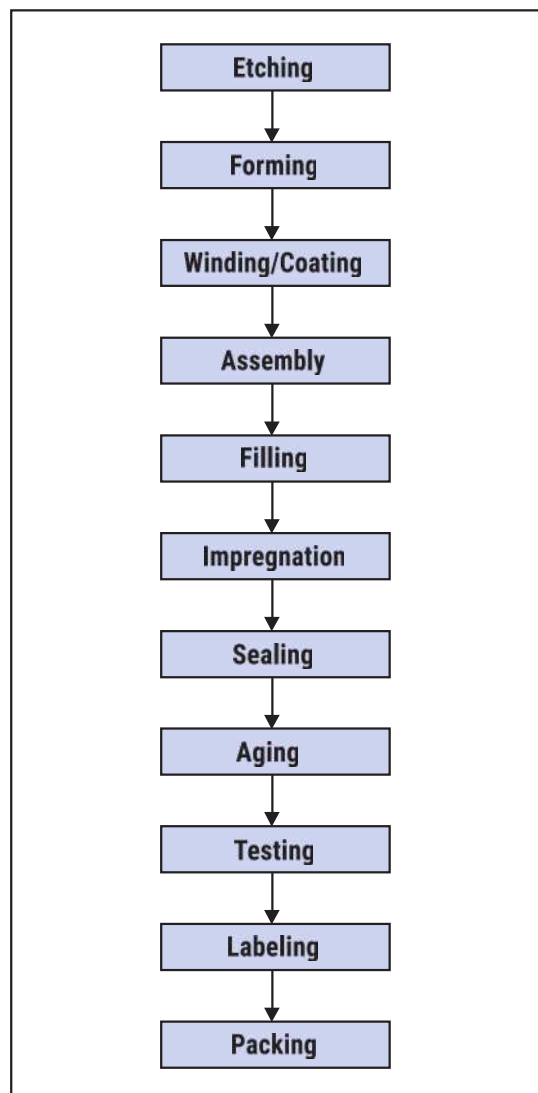 Etching
Forming
Winding/Coating
Assembly
Filling
Impregnation
Sealing
Aging
Testing
Labeling
Packing